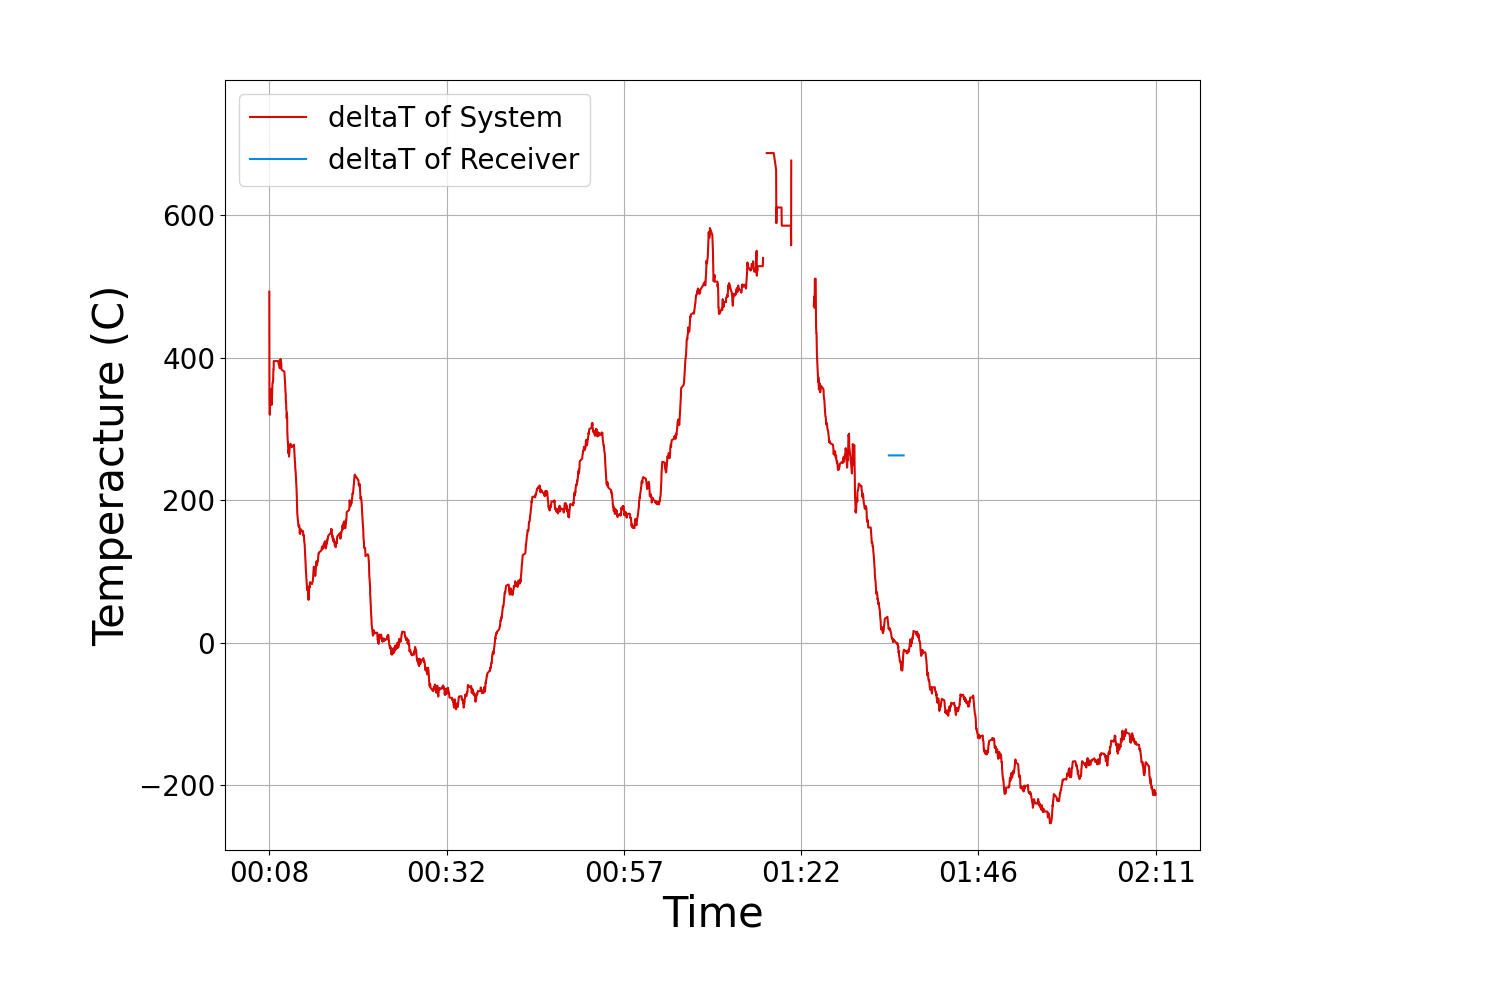 deltaT of System
deltaT of Receiver
Temperacture (C)
600
400
200
0
−200
00:08 00:32 00:57 01:22 01:46 02:11
Time